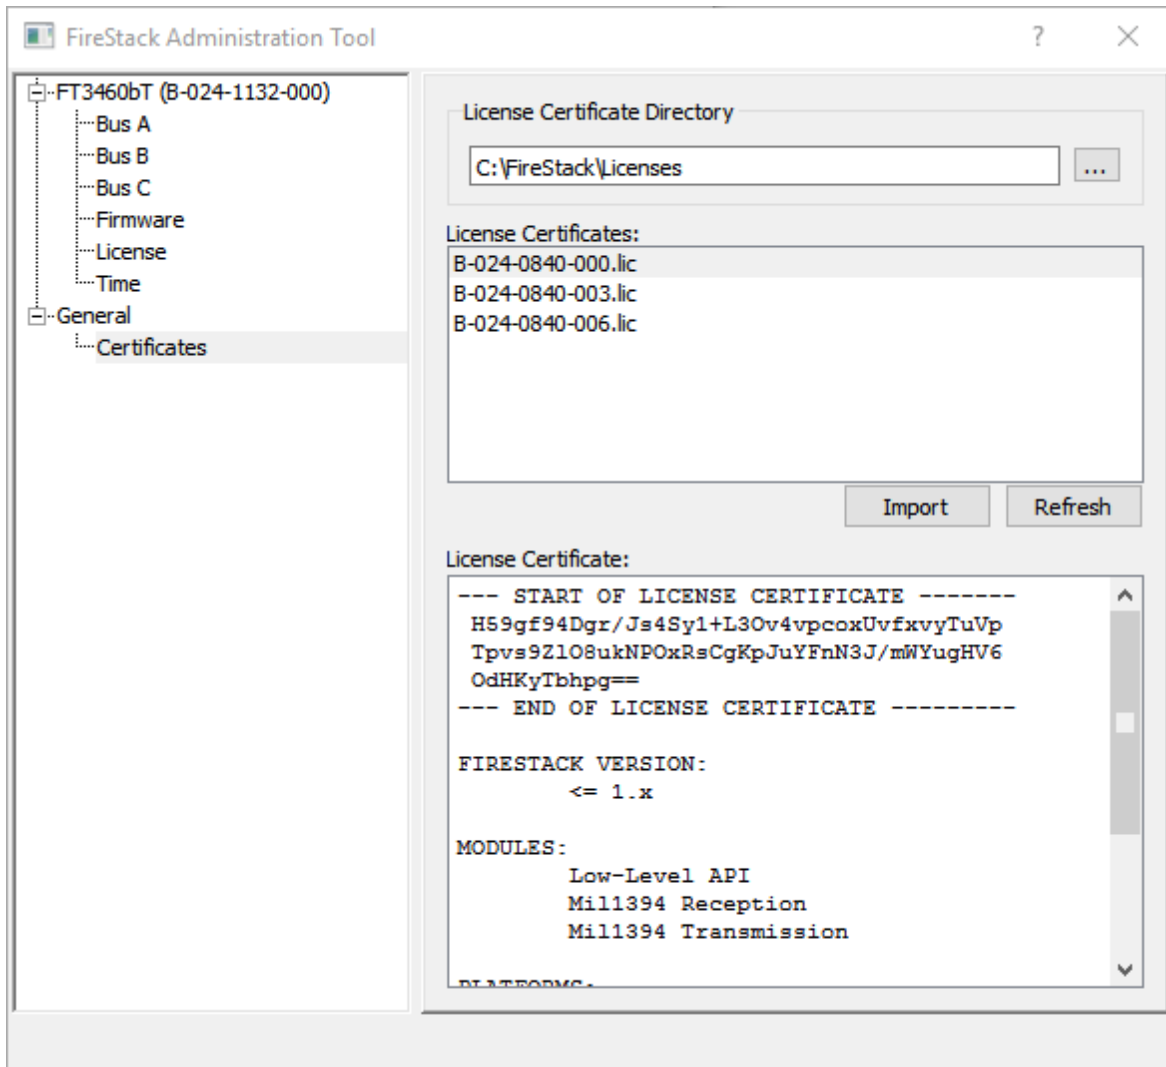 FireStack Administration Tool
FT3460bT (B-024-1132-000)
Bus A
Bus B
Bus C
Firmware
License
Time
General
Certificates
License Certificate Directory
C:\FireStack\Licenses
...
License Certificates:
B-024-0840-000.lic
B-024-0840-003.lic
B-024-0840-006.lic
Import
Refresh
License Certificate:
--- START OF LICENSE CERTIFICATE -------
H59gf94Dgr/Js4Sy1+L3Ov4vpcoxUvfxvyTuVp
Tpvs9ZlO8ukNPOxRsCgKpJuYFnN3J/mWYugHV6
OdHKyTbhpg==
--- END OF LICENSE CERTIFICATE ---------
FIRESTACK VERSION:
<= 1.x
MODULES:
Low-Level API
Mil1394 Reception
Mil1394 Transmission
PLATFORMS: